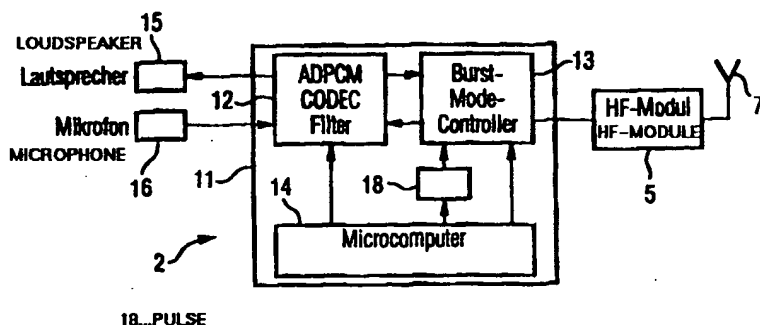 15
LOUDSPEAKER
Lautsprecher
Mikrofon
MICROPHONE
16
11
12
ADPCM
CODEC
Filter
Burst-
Mode-
Controller
13
HF-Modul
HF-MODULE
5
7
18
14
Microcomputer
2
18...PULSE